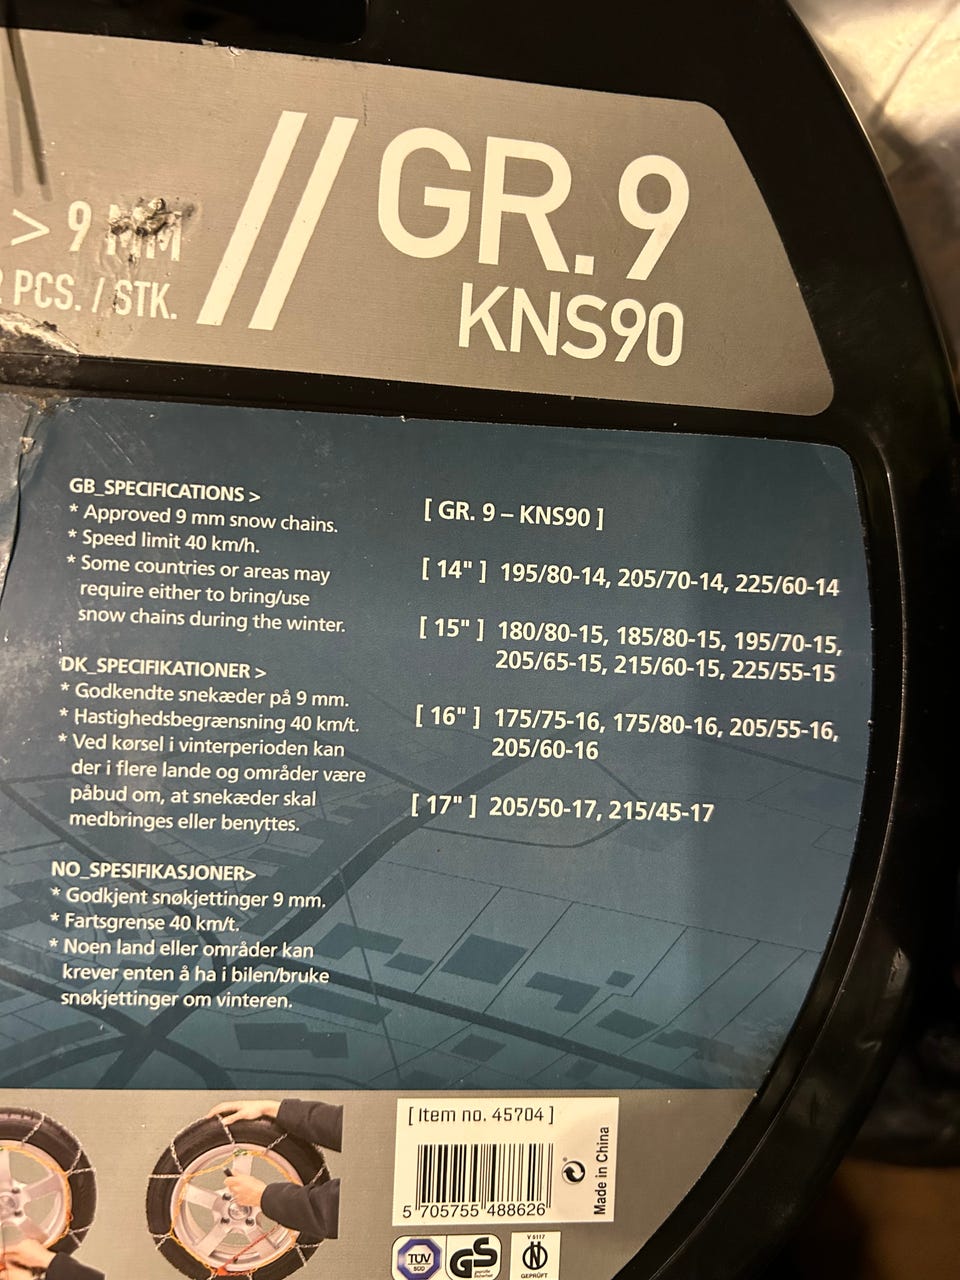 > 9 MM
2 PCS. / STK.
// GR. 9
KNS90
GB_SPECIFICATIONS >
* Approved 9 mm snow chains.
* Speed limit 40 km/h.
* Some countries or areas may
require either to bring/use
snow chains during the winter.
DK_SPECIFIKATIONER >
* Godkendte snekæder på 9 mm.
* Hastighedsbegrænsning 40 km/t.
* Ved kørsel i vinterperioden kan
der i flere lande og områder være
påbud om, at snekæder skal
medbringes eller benyttes.
NO_SPESIFIKASJONER>
* Godkjent snøkjettinger 9 mm.
* Fartsgrense 40 km/t.
* Noen land eller områder kan
krever enten å ha i bilen/bruke
snøkjettinger om vinteren.
[ GR. 9 – KNS90 ]
[ 14" ] 195/80-14, 205/70-14, 225/60-14
[ 15" ] 180/80-15, 185/80-15, 195/70-15,
205/65-15, 215/60-15, 225/55-15
[ 16" ] 175/75-16, 175/80-16, 205/55-16,
205/60-16
[ 17" ] 205/50-17, 215/45-17
[ Item no. 45704 ]
5 705755 488626
Made in China
TÜV
SÜD
GS
geprüfte
Sicherheit
V 5117
N
GEPRÜFT